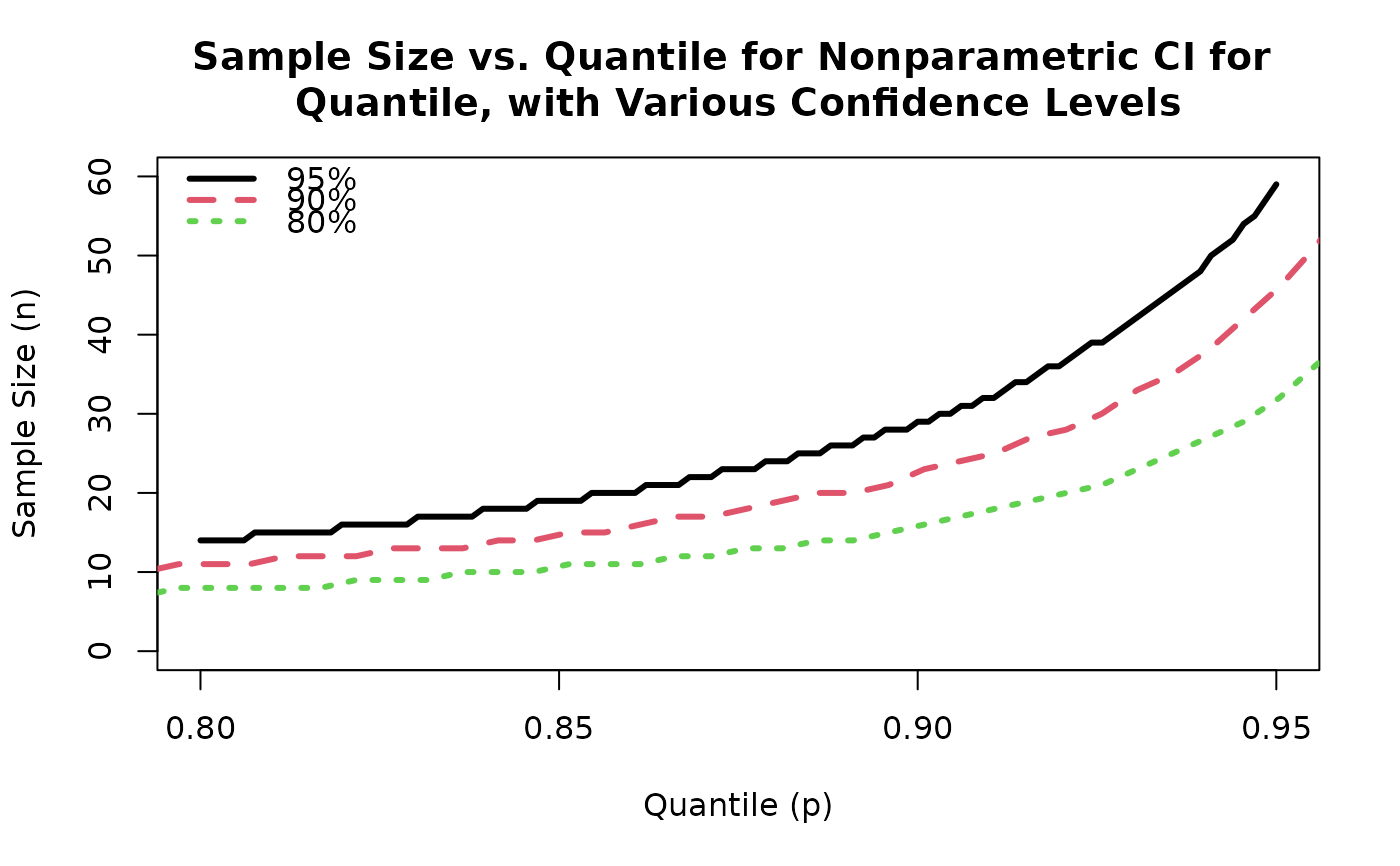 Sample Size vs. Quantile for Nonparametric CI for
Quantile, with Various Confidence Levels
95%
90%
80%
60
50
40
30
20
10
0
Sample Size (n)
0.80 0.85 0.90 0.95
Quantile (p)